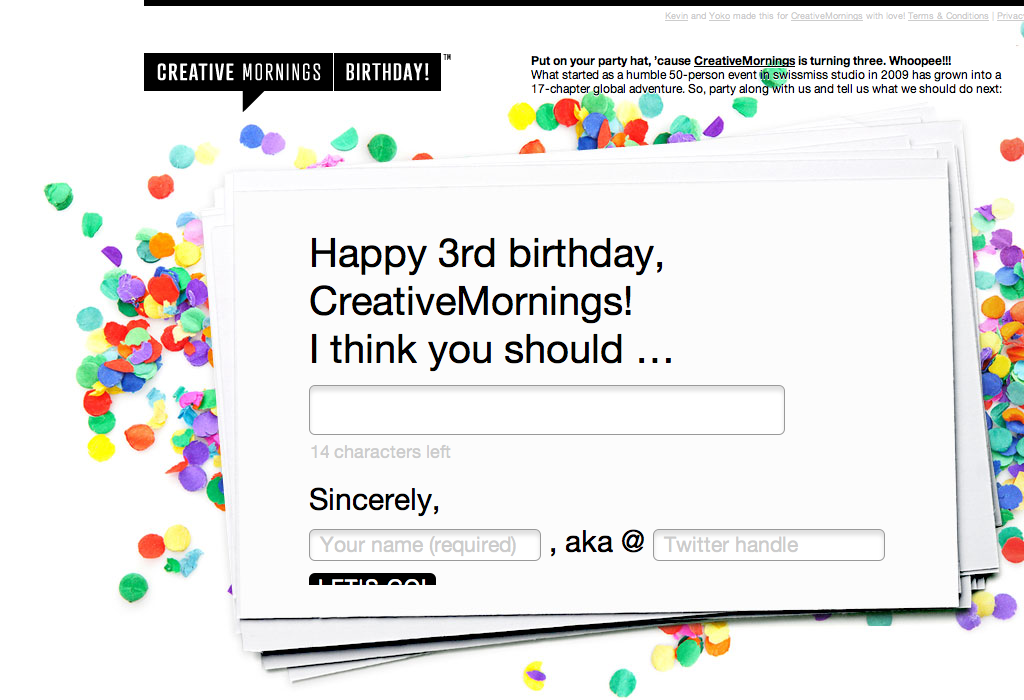 Kevin and Yoko made this for CreativeMornings with love! Terms & Conditions | Privac
CREATIVE MORNINGS BIRTHDAY! ™
Put on your party hat, 'cause CreativeMornings is turning three. Whoopee!!!
What started as a humble 50-person event in swissmiss studio in 2009 has grown into a
17-chapter global adventure. So, party along with us and tell us what we should do next:
Happy 3rd birthday,
CreativeMornings!
I think you should ...
14 characters left
Sincerely,
Your name (required) , aka @ Twitter handle
LET'S GO!